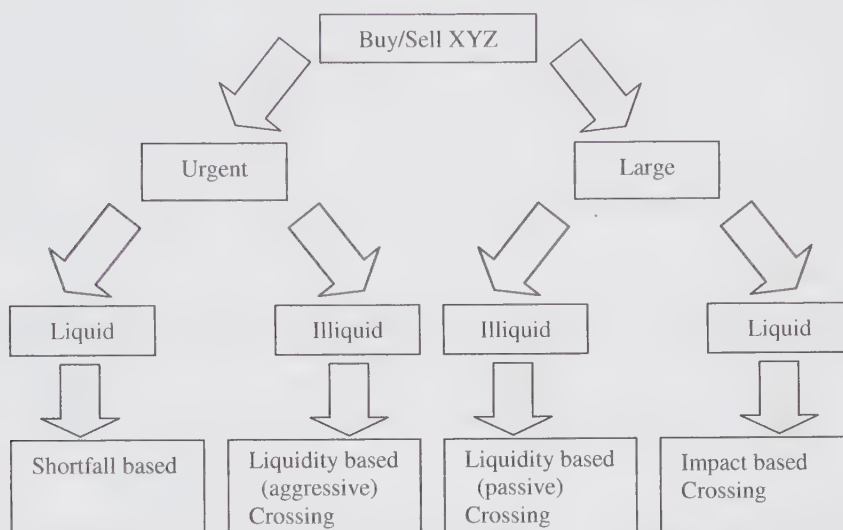 Buy/Sell XYZ
Urgent
Large
Liquid
Illiquid
Illiquid
Liquid
Shortfall based
Liquidity based
(aggressive)
Crossing
Liquidity based
(passive)
Crossing
Impact based
Crossing